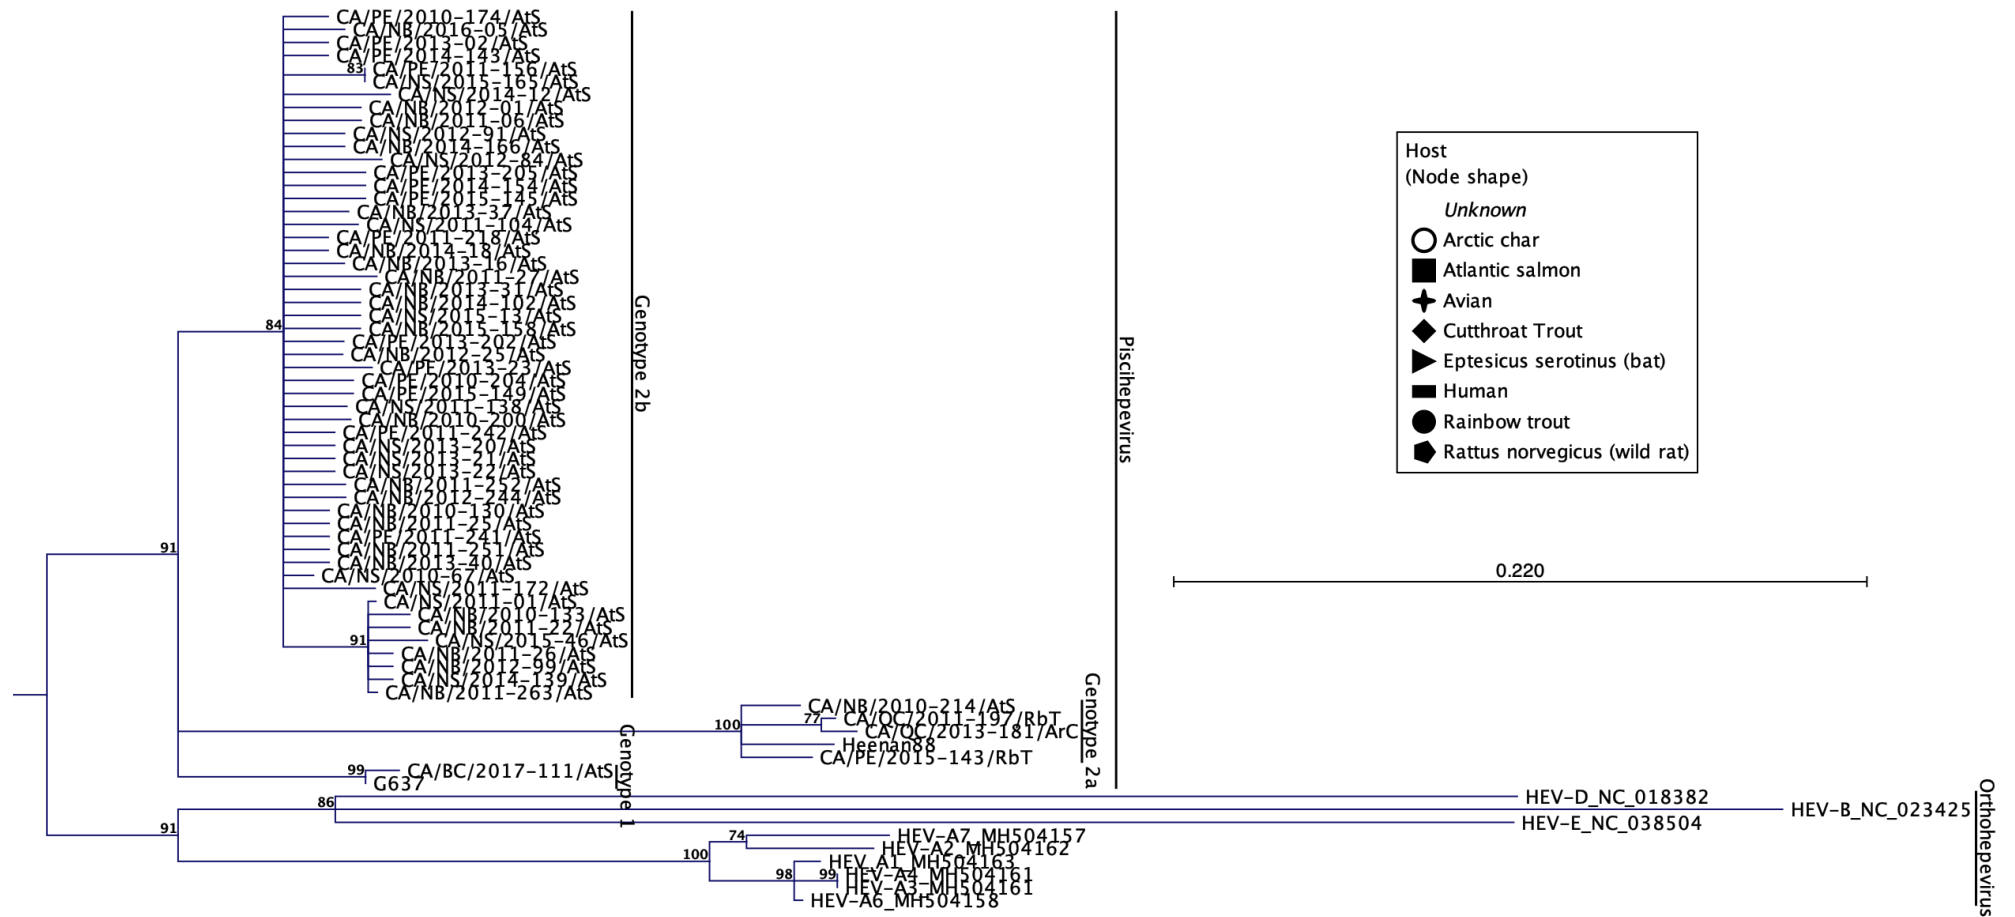 CA/PE/2010-174/AtS
CA/NB/2016-05/AtS
CA/PE/2013-02/AtS
CA/PE/2014-143/AtS
83
CA/PE/2011-156/AtS
CA/NS/2015-165/AtS
CA/NS/2014-12/AtS
CA/NB/2012-01/AtS
CA/NB/2011-06/AtS
CA/NS/2012-91/AtS
CA/NB/2014-166/AtS
CA/NS/2012-84/AtS
CA/PE/2013-205/AtS
CA/PE/2014-154/AtS
CA/PE/2015-145/AtS
CA/NB/2013-37/AtS
CA/NS/2011-104/AtS
CA/PE/2011-218/AtS
CA/NB/2014-18/AtS
CA/NB/2013-16/AtS
CA/NB/2011-27/AtS
CA/NB/2013-31/AtS
CA/NB/2014-102/AtS
CA/NS/2015-13/AtS
84
CA/NB/2015-158/AtS
CA/PE/2013-202/AtS
CA/NB/2012-25/AtS
CA/PE/2013-23/AtS
CA/PE/2010-204/AtS
CA/PE/2015-149/AtS
CA/NS/2011-138/AtS
CA/NB/2010-200/AtS
CA/PE/2011-242/AtS
CA/NS/2013-20/AtS
CA/NS/2013-21/AtS
CA/NS/2013-22/AtS
CA/NB/2011-252/AtS
CA/NB/2012-244/AtS
CA/NB/2010-130/AtS
CA/NB/2011-25/AtS
CA/PE/2011-241/AtS
91
CA/NB/2011-251/AtS
CA/NB/2013-40/AtS
CA/NS/2010-67/AtS
CA/NS/2011-172/AtS
CA/NS/2011-01/AtS
CA/NB/2010-133/AtS
CA/NB/2011-22/AtS
91
CA/NS/2015-46/AtS
CA/NB/2011-26/AtS
CA/NB/2012-99/AtS
CA/NS/2014-139/AtS
CA/NB/2011-263/AtS
Genotype 2b
CA/NB/2010-214/AtS
77
CA/QC/2011-197/RbT
100
CA/QC/2013-181/ArC
Heenan88
CA/PE/2015-143/RbT
Genotype 2a
99
CA/BC/2017-111/AtS
G637
Genotype 1
Piscihepevirus
86
HEV-D_NC_018382
HEV-B_NC_023425
HEV-E_NC_038504
91
74
HEV-A7_MH504157
HEV-A2_MH504162
100
HEV_A1_MH504163
98
99
HEV-A4_MH504161
HEV-A3_MH504161
HEV-A6_MH504158
Orthohepevirus
Host
(Node shape)
Unknown
Arctic char
Atlantic salmon
Avian
Cutthroat Trout
Eptesicus serotinus (bat)
Human
Rainbow trout
Rattus norvegicus (wild rat)
0.220